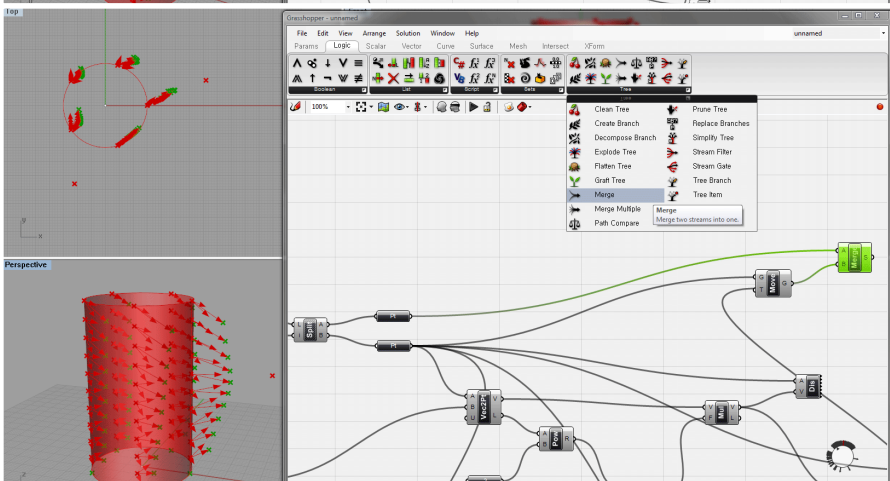 Top
Grasshopper - unnamed
File Edit View Arrange Solution Window Help
unnamed
Params Logic Scalar Vector Curve Surface Mesh Intersect XForm
Boolean List Script Sets Tree
100%
Clean Tree Prune Tree
Create Branch Replace Branches
Decompose Branch Simplify Tree
Explode Tree Stream Filter
Flatten Tree Stream Gate
Graft Tree Tree Branch
Merge Tree Item
Merge Multiple
Path Compare
Merge
Merge two streams into one.
y
x
Perspective
A
B
S
G
T
Move
G
L
I
Split
A
B
A
V
Dis
A
B
Vec2Pt
V
L
V
F
Mul
V
L
A
B
Pow
R
z